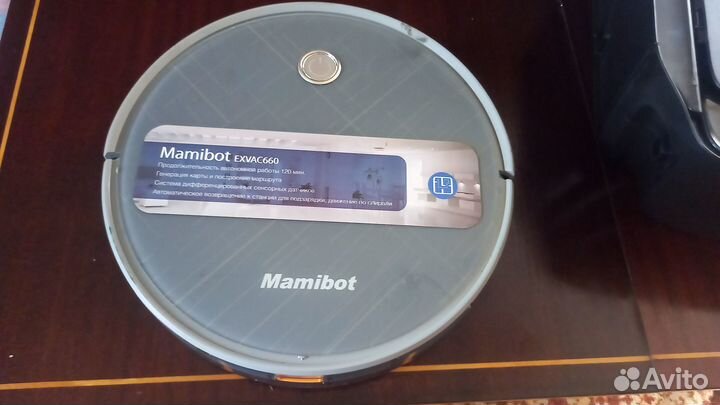 Mamibot EXVAC660
Продолжительность автономной работы 120 мин.
Генерация карты и построение маршрута
Система дифференцированных сенсорных датчиков
Автоматическое возвращение к станции для подзарядки, движение по спирали
Mamibot
Avito